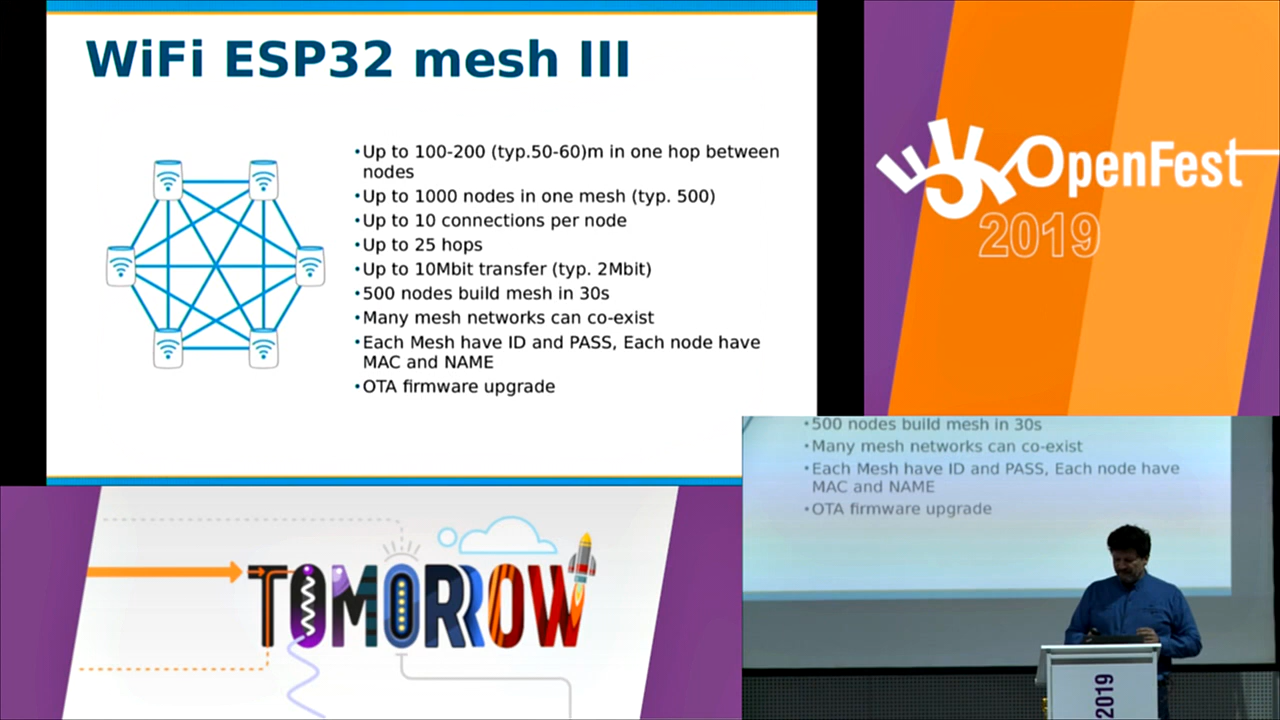 WiFi ESP32 mesh III
•Up to 100-200 (typ.50-60)m in one hop between
nodes
•Up to 1000 nodes in one mesh (typ. 500)
•Up to 10 connections per node
•Up to 25 hops
•Up to 10Mbit transfer (typ. 2Mbit)
•500 nodes build mesh in 30s
•Many mesh networks can co-exist
•Each Mesh have ID and PASS, Each node have
MAC and NAME
•OTA firmware upgrade
OpenFest
2019
•500 nodes build mesh in 30s
•Many mesh networks can co-exist
•Each Mesh have ID and PASS, Each node have
MAC and NAME
•OTA firmware upgrade
2019
TOMORROW